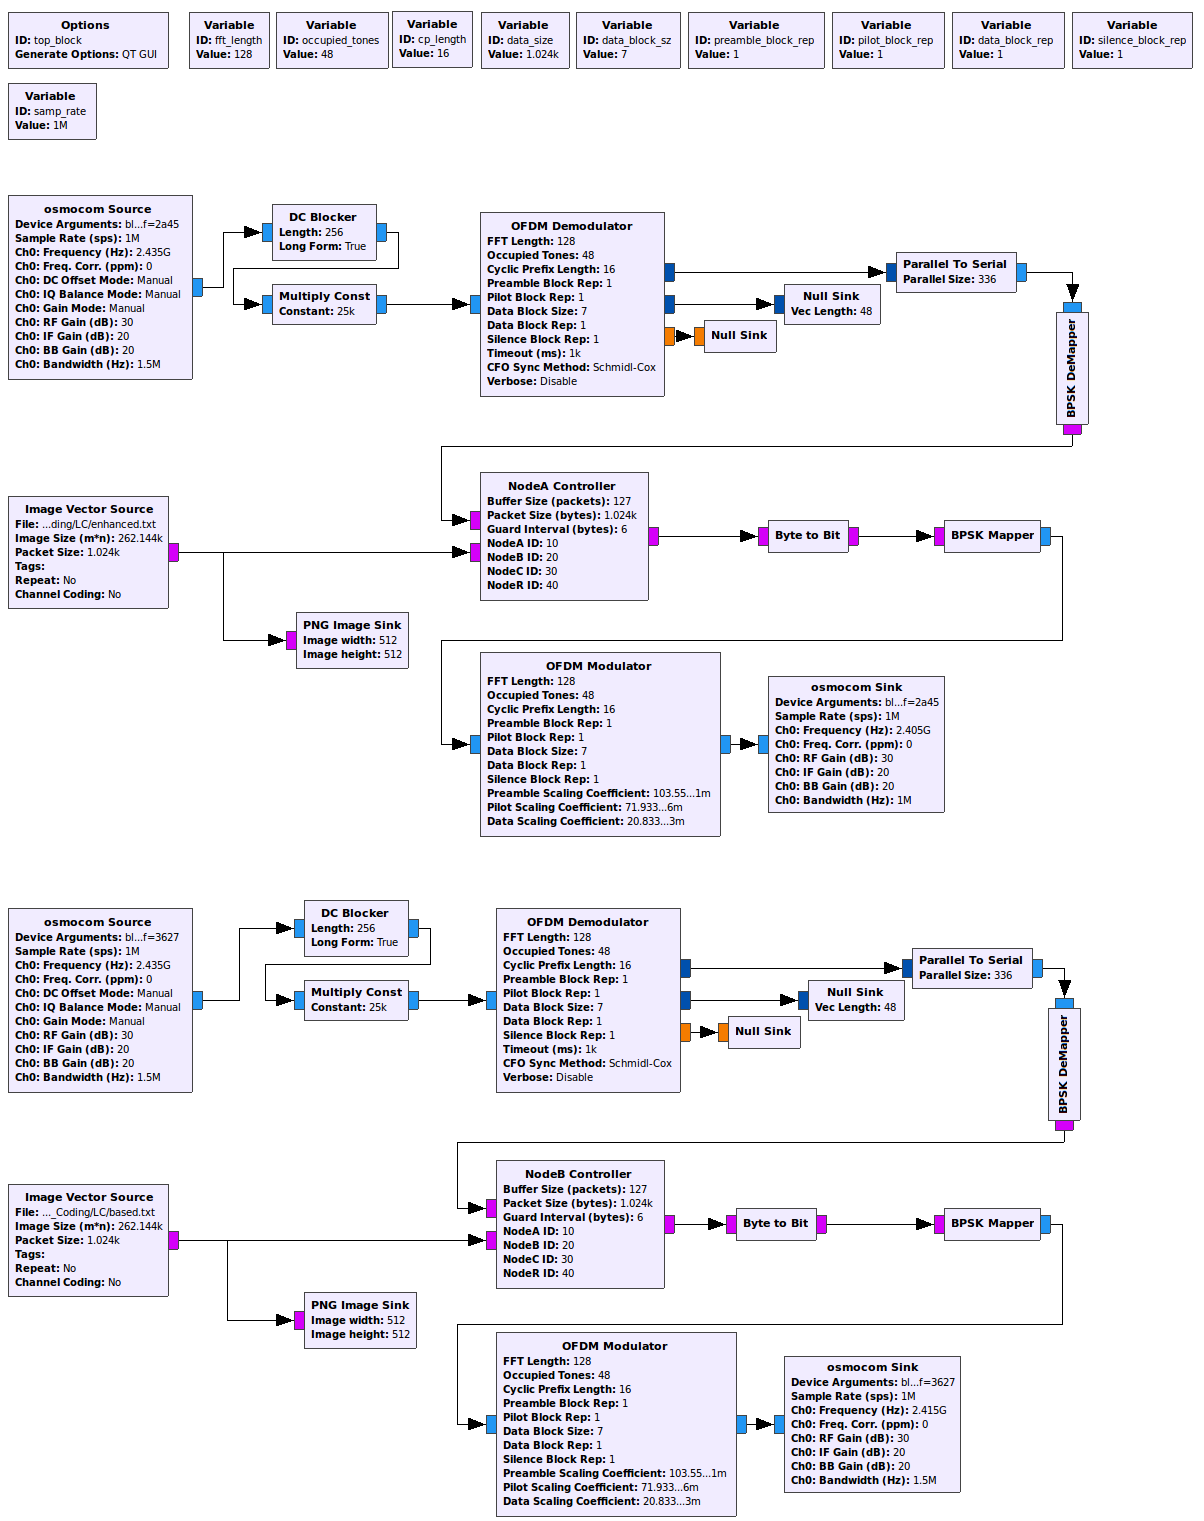 Options
ID: top_block
Generate Options: QT GUI
Variable
ID: fft_length
Value: 128
Variable
ID: occupied_tones
Value: 48
Variable
ID: cp_length
Value: 16
Variable
ID: data_size
Value: 1.024k
Variable
ID: data_block_sz
Value: 7
Variable
ID: preamble_block_rep
Value: 1
Variable
ID: pilot_block_rep
Value: 1
Variable
ID: data_block_rep
Value: 1
Variable
ID: silence_block_rep
Value: 1
Variable
ID: samp_rate
Value: 1M
osmocom Source
Device Arguments: bl...f=2a45
Sample Rate (sps): 1M
Ch0: Frequency (Hz): 2.435G
Ch0: Freq. Corr. (ppm): 0
Ch0: DC Offset Mode: Manual
Ch0: IQ Balance Mode: Manual
Ch0: Gain Mode: Manual
Ch0: RF Gain (dB): 30
Ch0: IF Gain (dB): 20
Ch0: BB Gain (dB): 20
Ch0: Bandwidth (Hz): 1.5M
DC Blocker
Length: 256
Long Form: True
Multiply Const
Constant: 25k
OFDM Demodulator
FFT Length: 128
Occupied Tones: 48
Cyclic Prefix Length: 16
Preamble Block Rep: 1
Pilot Block Rep: 1
Data Block Size: 7
Data Block Rep: 1
Silence Block Rep: 1
Timeout (ms): 1k
CFO Sync Method: Schmidl-Cox
Verbose: Disable
Parallel To Serial
Parallel Size: 336
Null Sink
Vec Length: 48
Null Sink
BPSK DeMapper
Image Vector Source
File: ...ding/LC/enhanced.txt
Image Size (m*n): 262.144k
Packet Size: 1.024k
Tags:
Repeat: No
Channel Coding: No
PNG Image Sink
Image width: 512
Image height: 512
NodeA Controller
Buffer Size (packets): 127
Packet Size (bytes): 1.024k
Guard Interval (bytes): 6
NodeA ID: 10
NodeB ID: 20
NodeC ID: 30
NodeR ID: 40
Byte to Bit
BPSK Mapper
OFDM Modulator
FFT Length: 128
Occupied Tones: 48
Cyclic Prefix Length: 16
Preamble Block Rep: 1
Pilot Block Rep: 1
Data Block Size: 7
Data Block Rep: 1
Silence Block Rep: 1
Preamble Scaling Coefficient: 103.55...1m
Pilot Scaling Coefficient: 71.933...6m
Data Scaling Coefficient: 20.833...3m
osmocom Sink
Device Arguments: bl...f=2a45
Sample Rate (sps): 1M
Ch0: Frequency (Hz): 2.405G
Ch0: Freq. Corr. (ppm): 0
Ch0: RF Gain (dB): 30
Ch0: IF Gain (dB): 20
Ch0: BB Gain (dB): 20
Ch0: Bandwidth (Hz): 1M
osmocom Source
Device Arguments: bl...f=3627
Sample Rate (sps): 1M
Ch0: Frequency (Hz): 2.435G
Ch0: Freq. Corr. (ppm): 0
Ch0: DC Offset Mode: Manual
Ch0: IQ Balance Mode: Manual
Ch0: Gain Mode: Manual
Ch0: RF Gain (dB): 30
Ch0: IF Gain (dB): 20
Ch0: BB Gain (dB): 20
Ch0: Bandwidth (Hz): 1.5M
DC Blocker
Length: 256
Long Form: True
Multiply Const
Constant: 25k
OFDM Demodulator
FFT Length: 128
Occupied Tones: 48
Cyclic Prefix Length: 16
Preamble Block Rep: 1
Pilot Block Rep: 1
Data Block Size: 7
Data Block Rep: 1
Silence Block Rep: 1
Timeout (ms): 1k
CFO Sync Method: Schmidl-Cox
Verbose: Disable
Parallel To Serial
Parallel Size: 336
Null Sink
Vec Length: 48
Null Sink
BPSK DeMapper
Image Vector Source
File: ..._Coding/LC/based.txt
Image Size (m*n): 262.144k
Packet Size: 1.024k
Tags:
Repeat: No
Channel Coding: No
PNG Image Sink
Image width: 512
Image height: 512
NodeB Controller
Buffer Size (packets): 127
Packet Size (bytes): 1.024k
Guard Interval (bytes): 6
NodeA ID: 10
NodeB ID: 20
NodeC ID: 30
NodeR ID: 40
Byte to Bit
BPSK Mapper
OFDM Modulator
FFT Length: 128
Occupied Tones: 48
Cyclic Prefix Length: 16
Preamble Block Rep: 1
Pilot Block Rep: 1
Data Block Size: 7
Data Block Rep: 1
Silence Block Rep: 1
Preamble Scaling Coefficient: 103.55...1m
Pilot Scaling Coefficient: 71.933...6m
Data Scaling Coefficient: 20.833...3m
osmocom Sink
Device Arguments: bl...f=3627
Sample Rate (sps): 1M
Ch0: Frequency (Hz): 2.415G
Ch0: Freq. Corr. (ppm): 0
Ch0: RF Gain (dB): 30
Ch0: IF Gain (dB): 20
Ch0: BB Gain (dB): 20
Ch0: Bandwidth (Hz): 1.5M